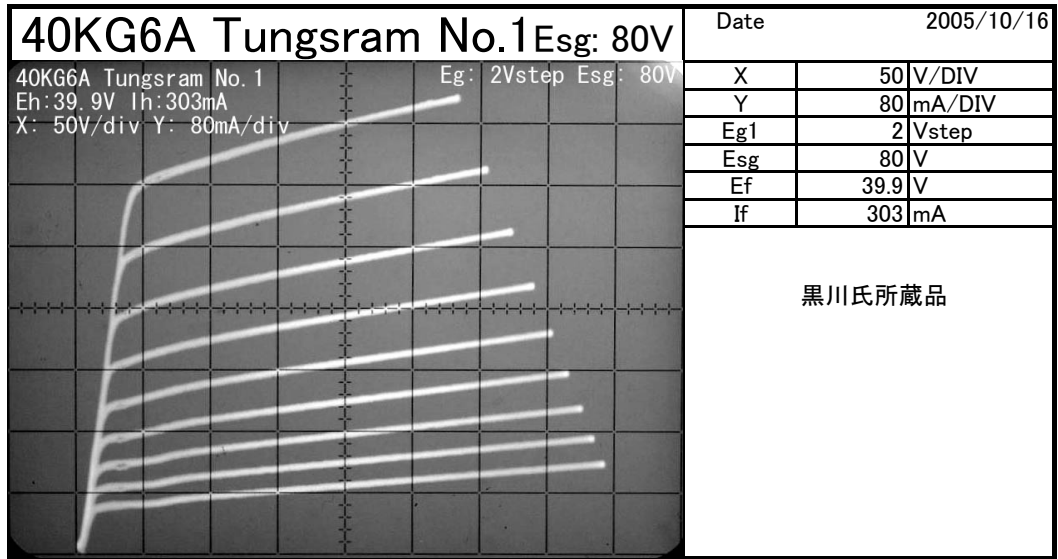 40KG6A Tungsram No.1 Esg: 80V
40KG6A Tungsram No.1 Eg: 2Vstep Esg: 80V
Eh:39.9V Ih:303mA
X: 50V/div Y: 80mA/div
Date 2005/10/16
X 50 V/DIV
Y 80 mA/DIV
Eg1 2 Vstep
Esg 80 V
Ef 39.9 V
If 303 mA
黒川氏所蔵品